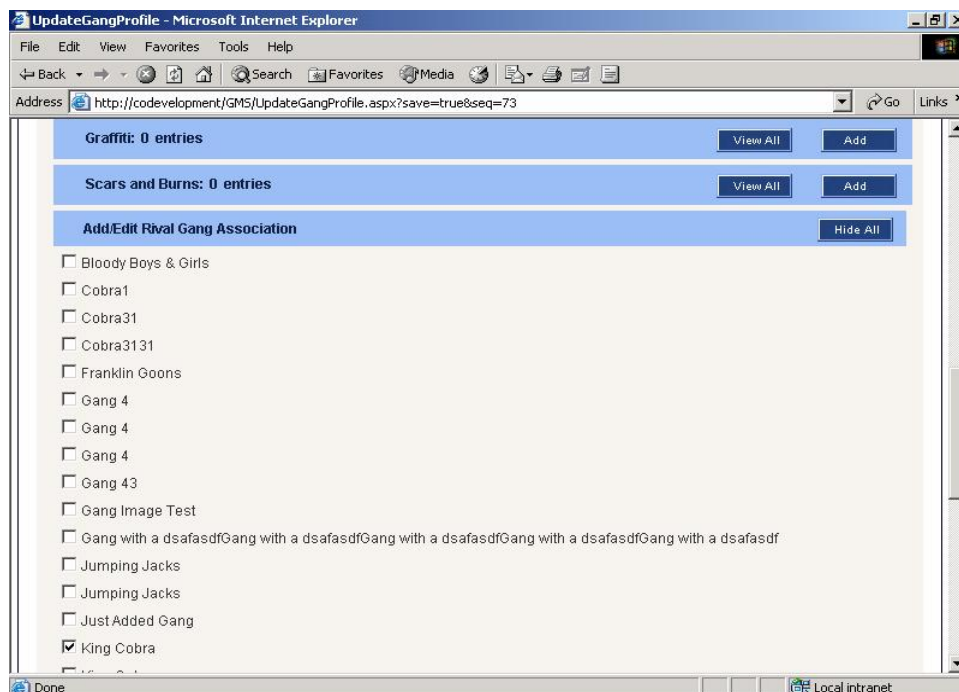 UpdateGangProfile - Microsoft Internet Explorer
File Edit View Favorites Tools Help
Back Search Favorites Media
Address http://codevelopment/GMS/UpdateGangProfile.aspx?save=true&seq=73 Go Links
Graffiti: 0 entries View All Add
Scars and Burns: 0 entries View All Add
Add/Edit Rival Gang Association Hide All
Bloody Boys & Girls
Cobra1
Cobra31
Cobra3131
Franklin Goons
Gang 4
Gang 4
Gang 4
Gang 43
Gang Image Test
Gang with a dsafasdfGang with a dsafasdfGang with a dsafasdfGang with a dsafasdfGang with a dsafasdf
Jumping Jacks
Jumping Jacks
Just Added Gang
King Cobra
Done Local intranet